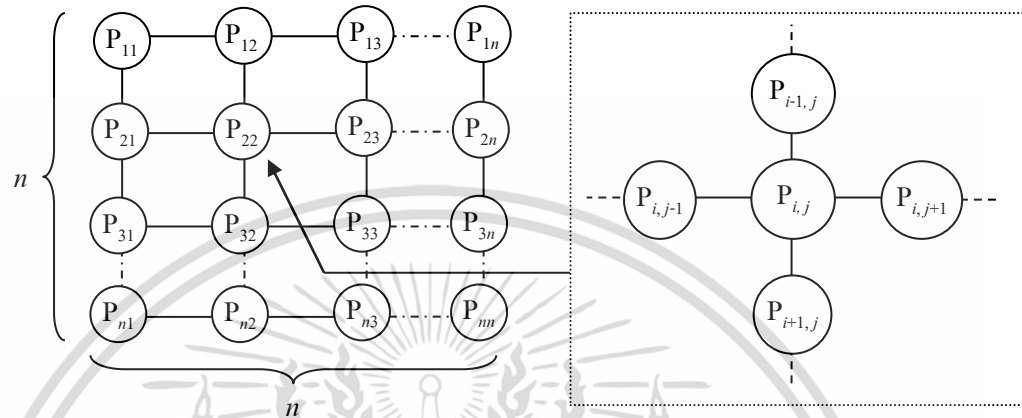 P11 P12 P13 P1n
P21 P22 P23 P2n
n
P31 P32 P33 P3n
Pn1 Pn2 Pn3 Pnn
n
Pi-1, j
Pi, j-1 Pi, j Pi, j+1
Pi+1, j